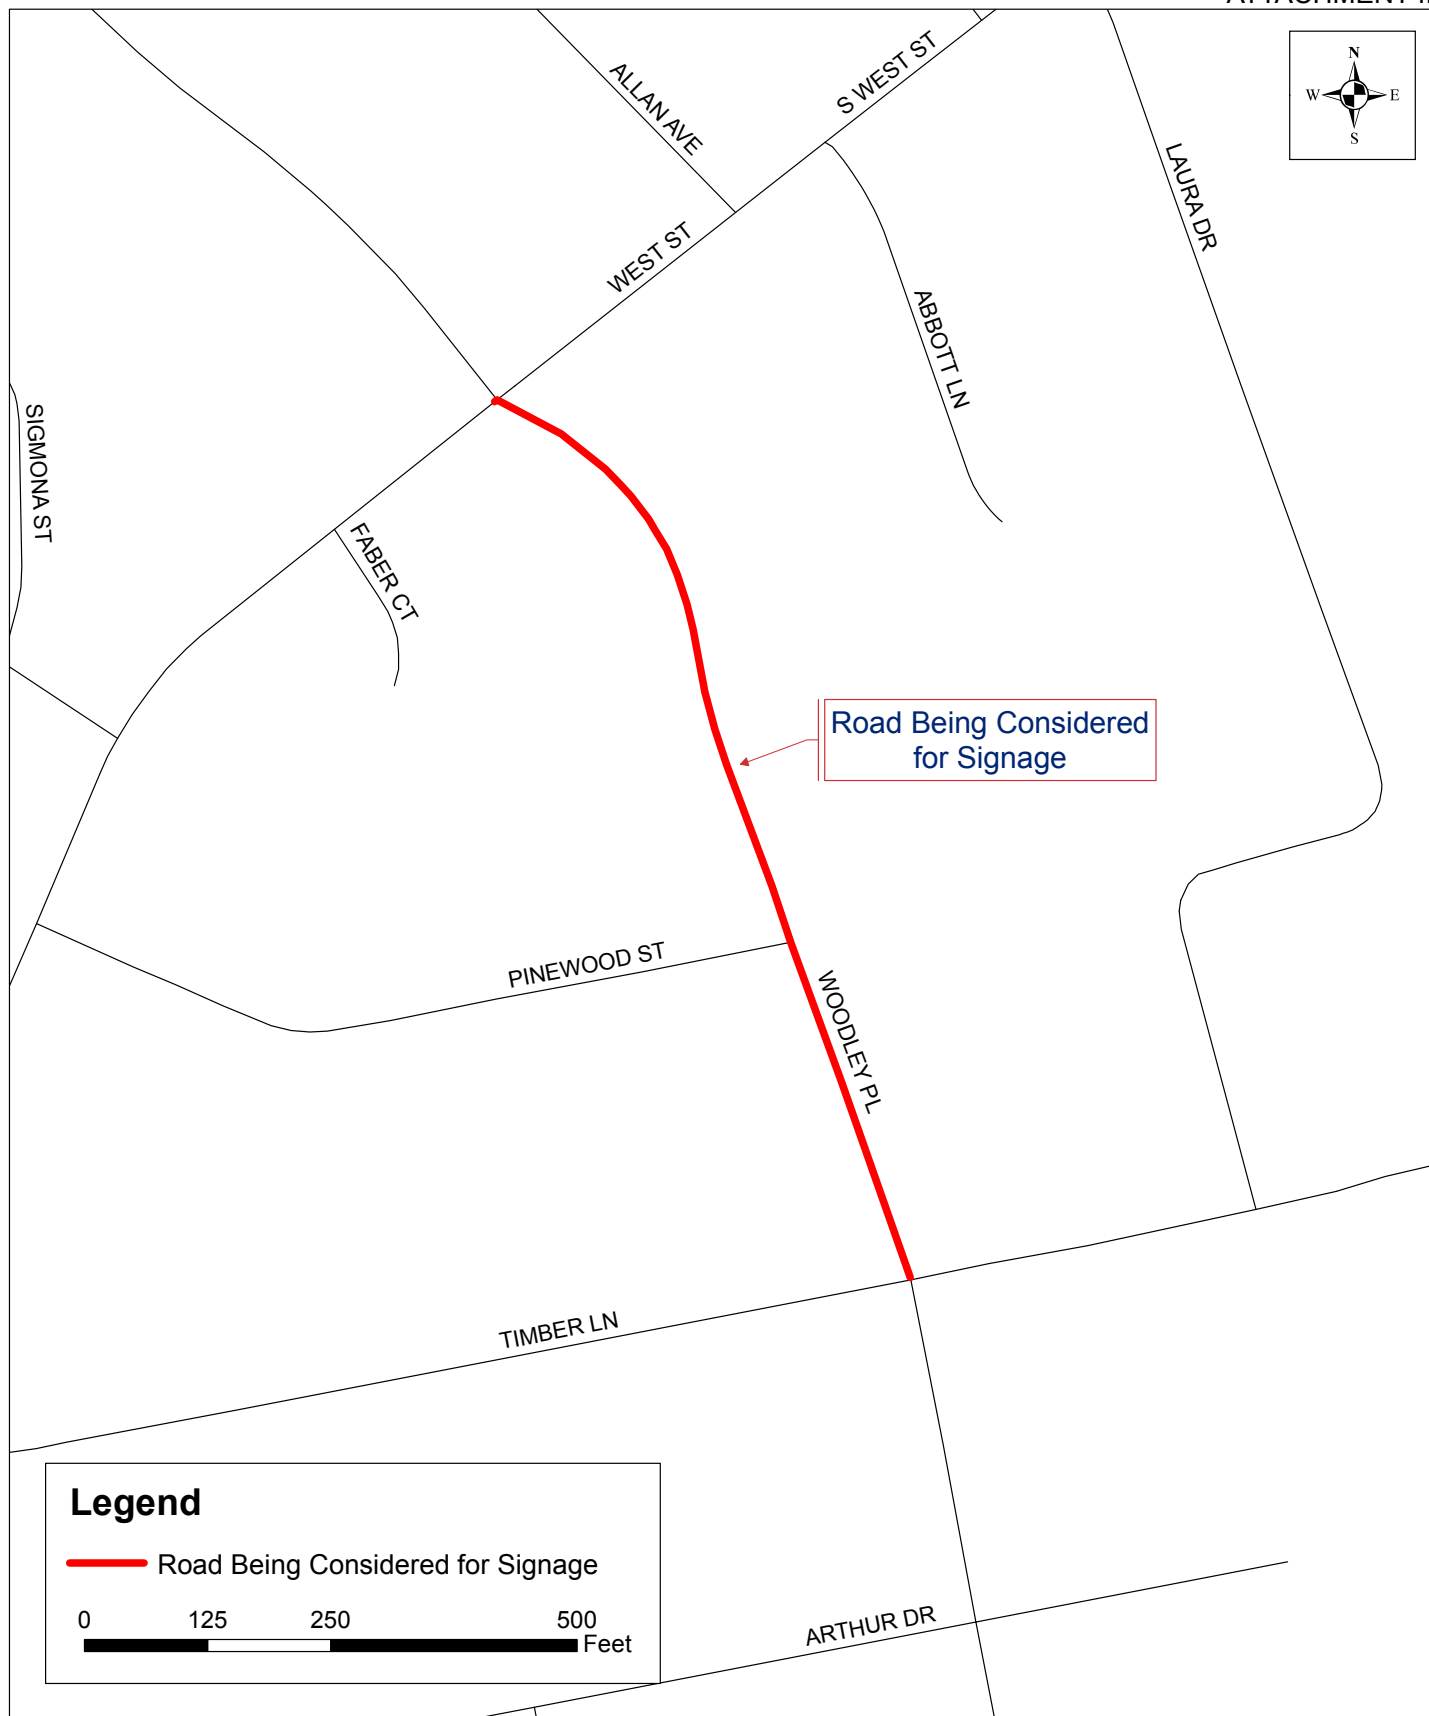 ALLAN AVE
S WEST ST
N
W
E
S
LAURA DR
WEST ST
ABBOTT LN
SIGMONA ST
FABER CT
Road Being Considered
for Signage
PINEWOOD ST
WOODLEY PL
TIMBER LN
Legend
Road Being Considered for Signage
0 125 250 500
Feet
ARTHUR DR